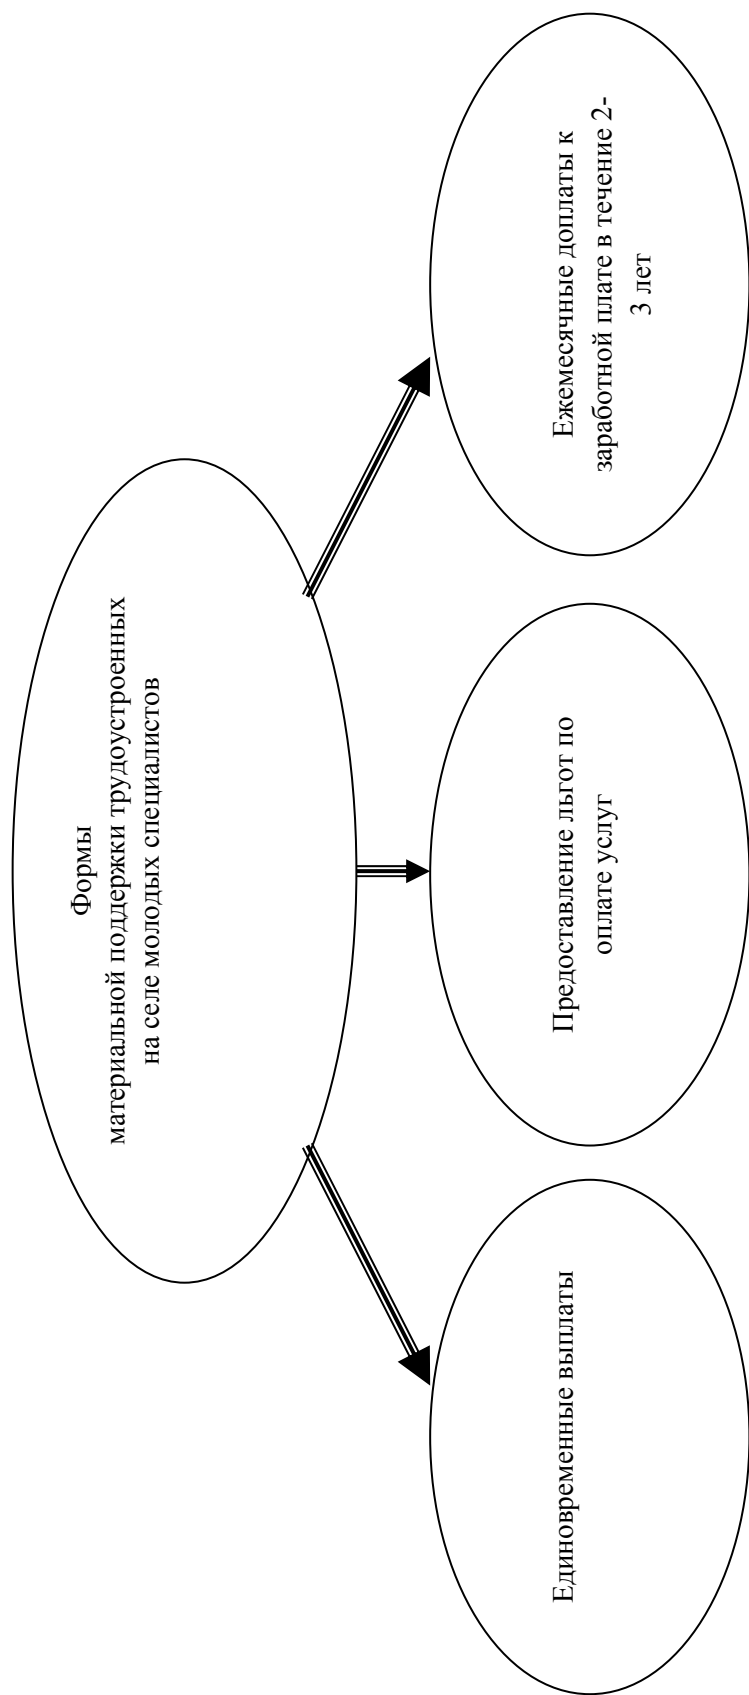 Формы
материальной поддержки трудоустроенных
на селе молодых специалистов
Единовременные выплаты
Предоставление льгот по
оплате услуг
Ежемесячные доплаты к
заработной плате в течение 2-
3 лет